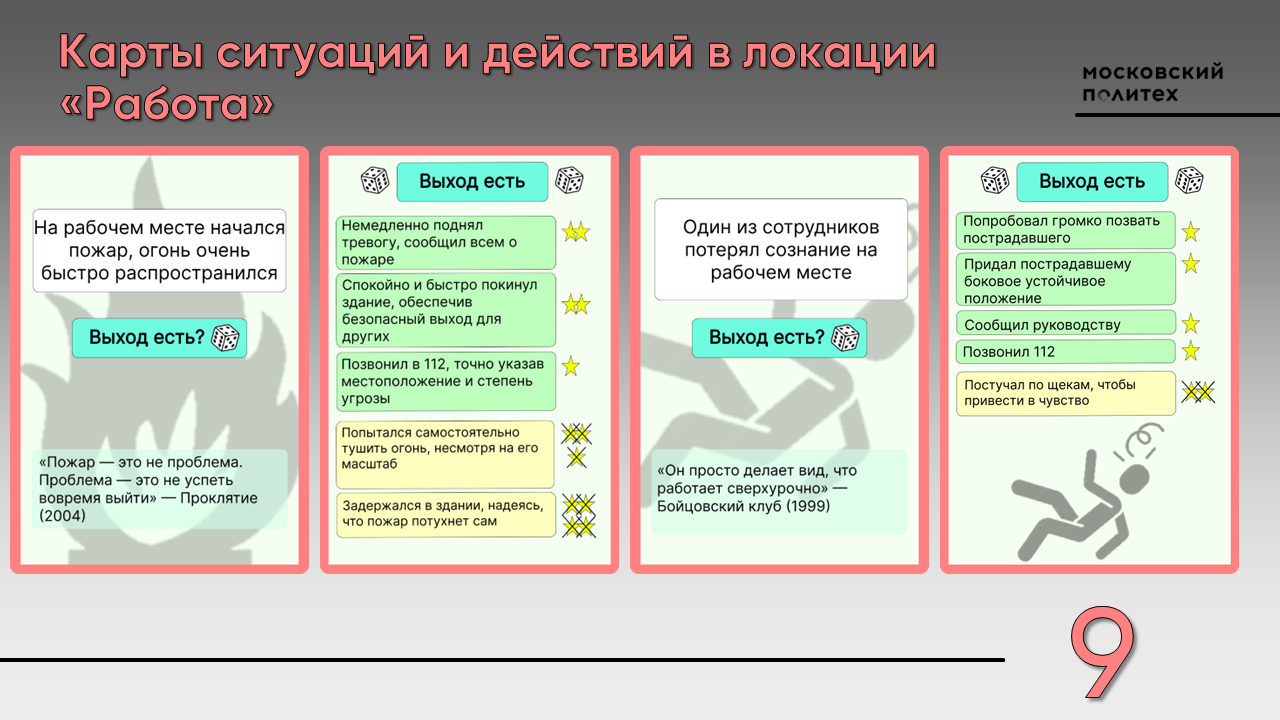 Карты ситуаций и действий в локации
«Работа»
МОСКОВСКИЙ
ПОЛИТЕХ
На рабочем месте начался
пожар, огонь очень
быстро распространился
Выход есть?
«Пожар — это не проблема.
Проблема — это не успеть
вовремя выйти» — Проклятие
(2004)
Выход есть
Немедленно поднял
тревогу, сообщил всем о
пожаре
Спокойно и быстро покинул
здание, обеспечив
безопасный выход для
других
Позвонил в 112, точно указав
местоположение и степень
угрозы
Попытался самостоятельно
тушить огонь, несмотря на его
масштаб
Задержался в здании, надеясь,
что пожар потухнет сам
Один из сотрудников
потерял сознание на
рабочем месте
Выход есть?
«Он просто делает вид, что
работает сверхурочно» —
Бойцовский клуб (1999)
Выход есть
Попробовал громко позвать
пострадавшего
Придал пострадавшему
боковое устойчивое
положение
Сообщил руководству
Позвонил 112
Постучал по щекам, чтобы
привести в чувство
9